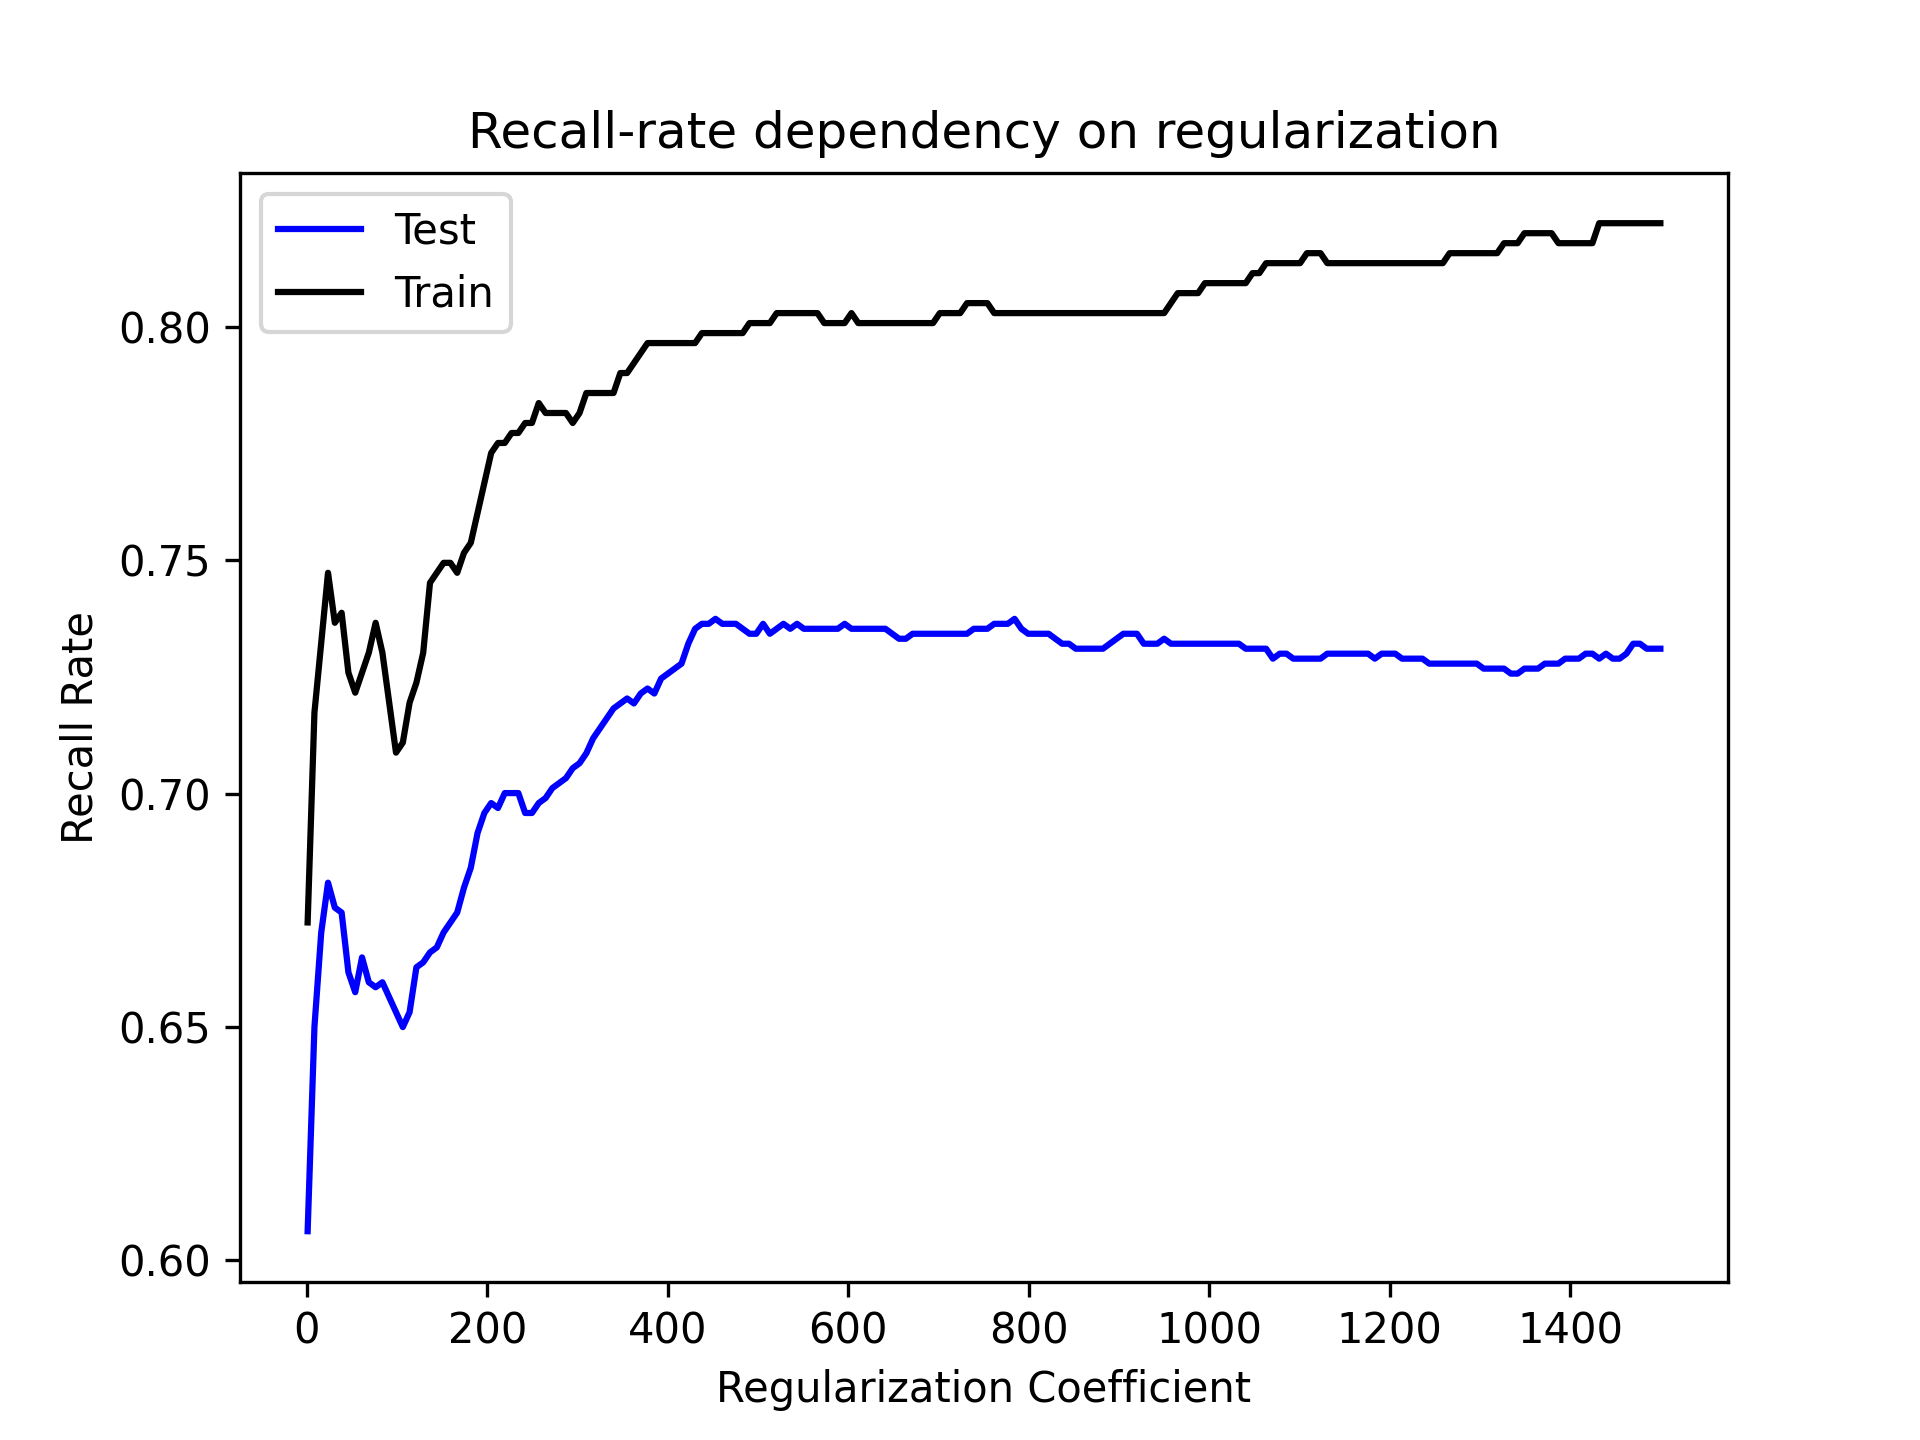 Recall-rate dependency on regularization
Test
Train
0.80
0.75
0.70
0.65
0.60
Recall Rate
0 200 400 600 800 1000 1200 1400
Regularization Coefficient